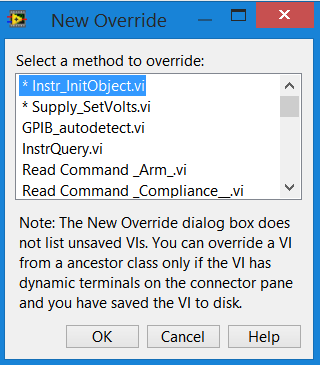 New Override
Select a method to override:
* Instr_InitObject.vi
* Supply_SetVolts.vi
GPIB_autodetect.vi
InstrQuery.vi
Read Command _Arm_.vi
Read Command _Compliance__.vi
Note: The New Override dialog box does
not list unsaved VIs. You can override a VI
from a ancestor class only if the VI has
dynamic terminals on the connector pane
and you have saved the VI to disk.
OK
Cancel
Help